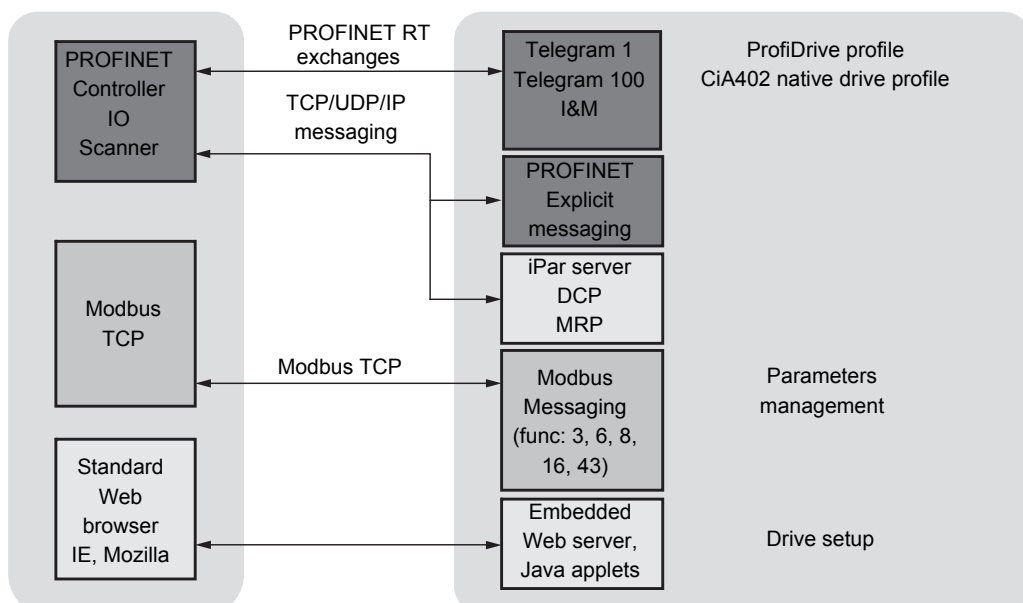 PROFINET
Controller
IO
Scanner
PROFINET RT
exchanges
TCP/UDP/IP
messaging
Telegram 1
Telegram 100
I&M
ProfiDrive profile
CiA402 native drive profile
PROFINET
Explicit
messaging
iPar server
DCP
MRP
Modbus
TCP
Modbus TCP
Modbus
Messaging
(func: 3, 6, 8,
16, 43)
Parameters
management
Standard
Web
browser
IE, Mozilla
Embedded
Web server,
Java applets
Drive setup